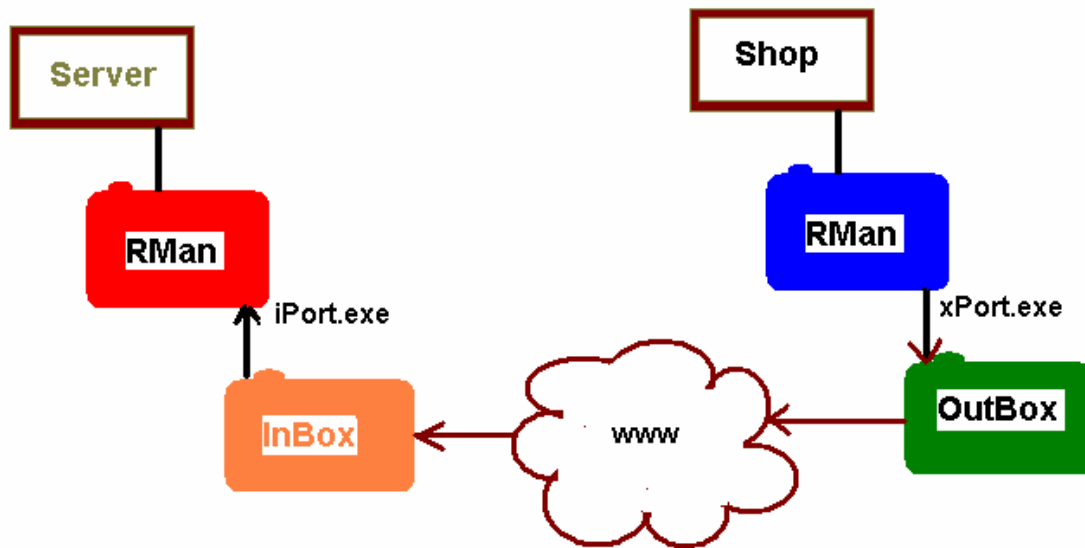 Server
Shop
RMan
RMan
iPort.exe
xPort.exe
InBox
www
OutBox